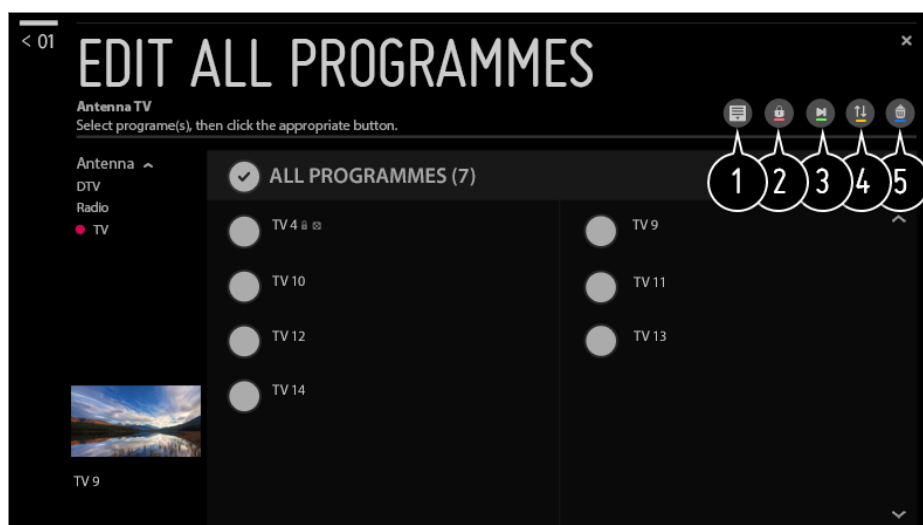 < 01
EDIT ALL PROGRAMMES
Antenna TV
Select programe(s), then click the appropriate button.
1 2 3 4 5
Antenna
DTV
Radio
TV
ALL PROGRAMMES (7)
TV 4
TV 9
TV 10
TV 11
TV 12
TV 13
TV 14
TV 9